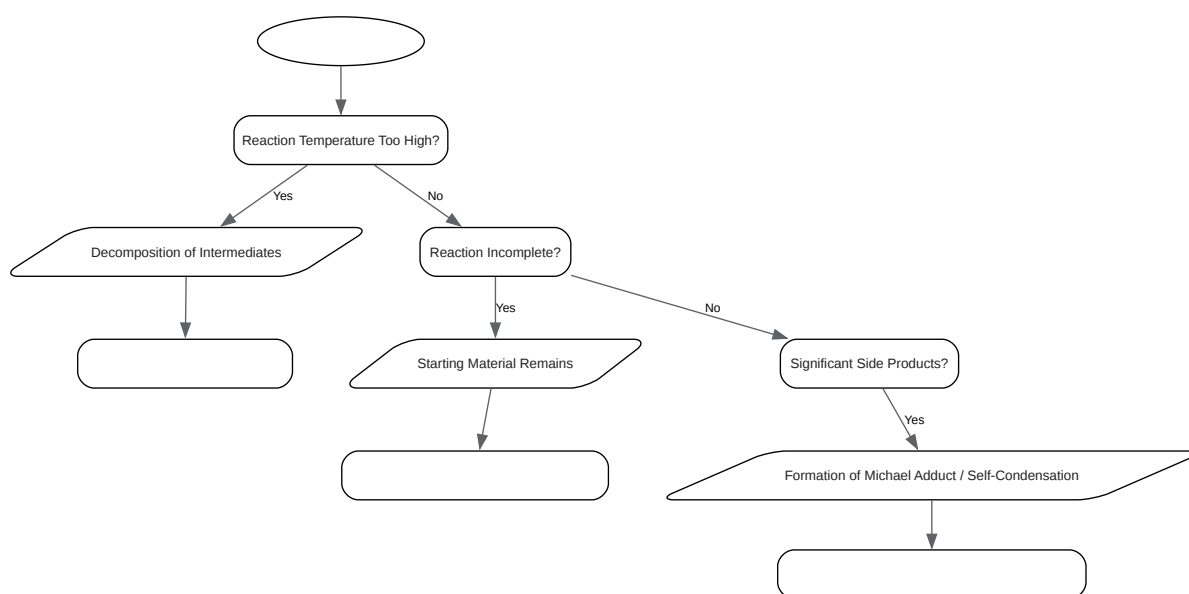 Reaction Temperature Too High?
Yes
No
Decomposition of Intermediates
Reaction Incomplete?
Yes
No
Starting Material Remains
Significant Side Products?
Yes
Formation of Michael Adduct / Self-Condensation